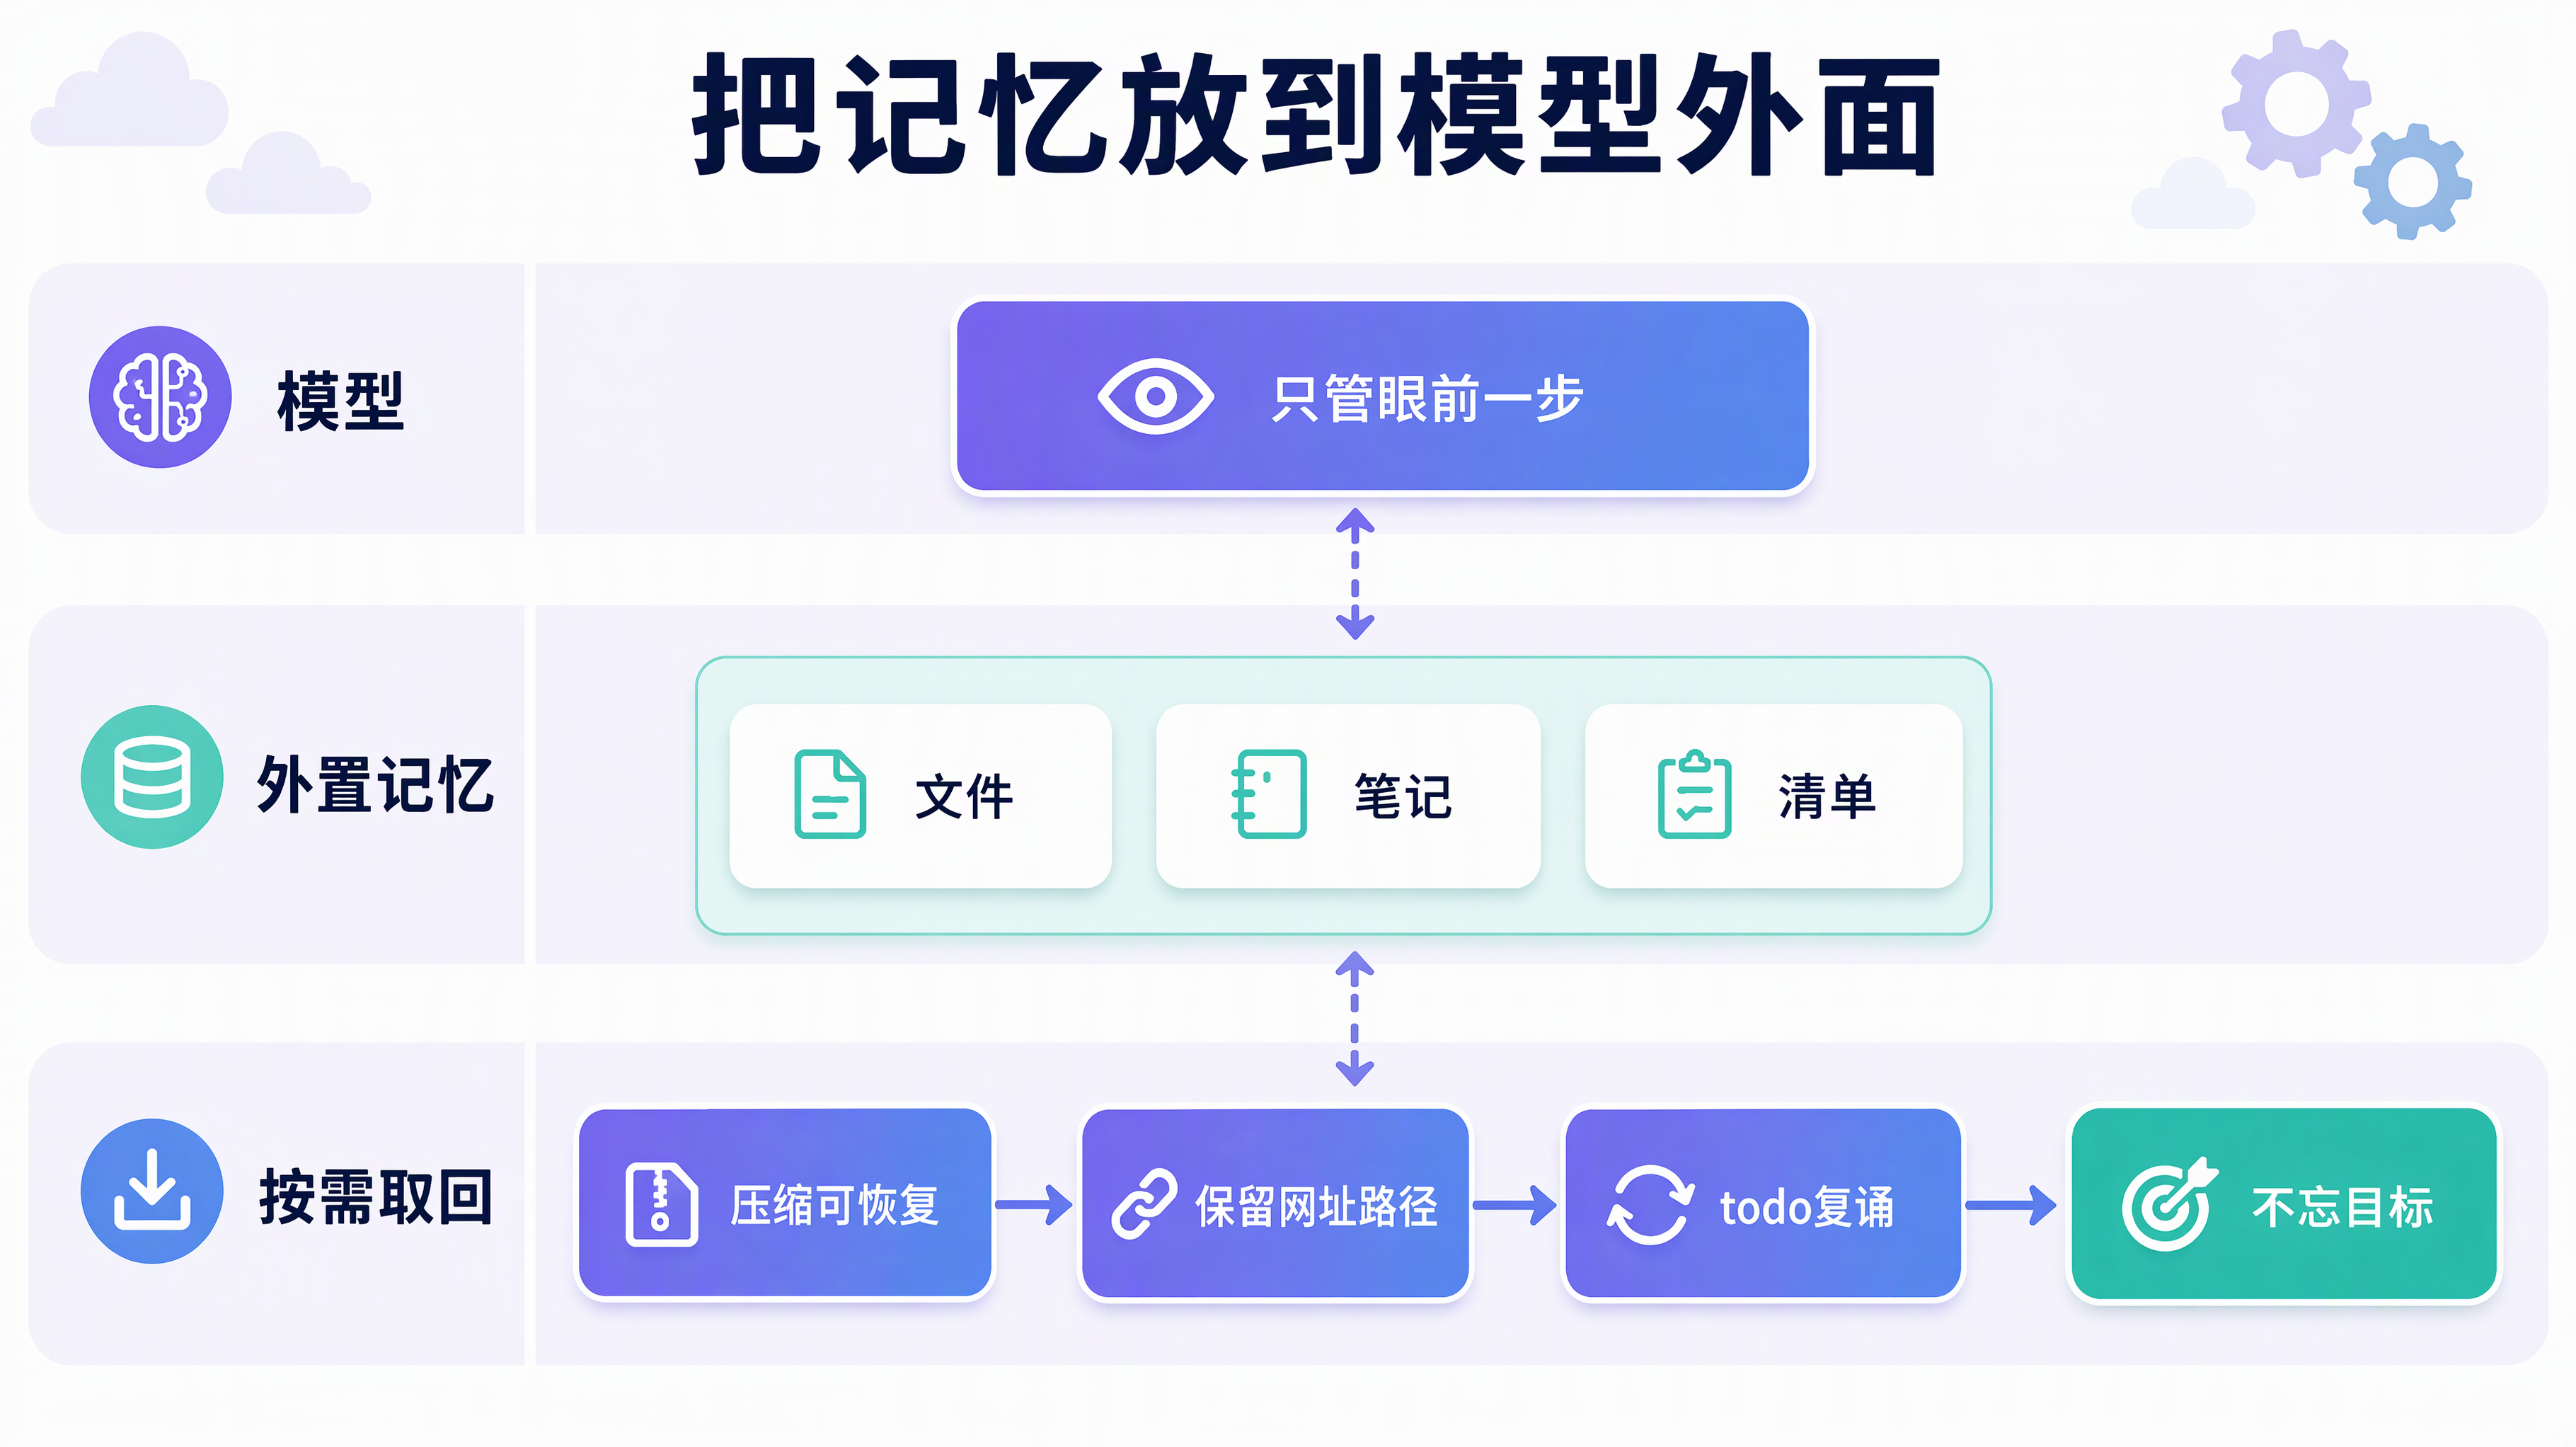 把记忆放到模型外面
模型
只管眼前一步
外置记忆
文件
笔记
清单
按需取回
压缩可恢复
保留网址路径
todo复诵
不忘目标